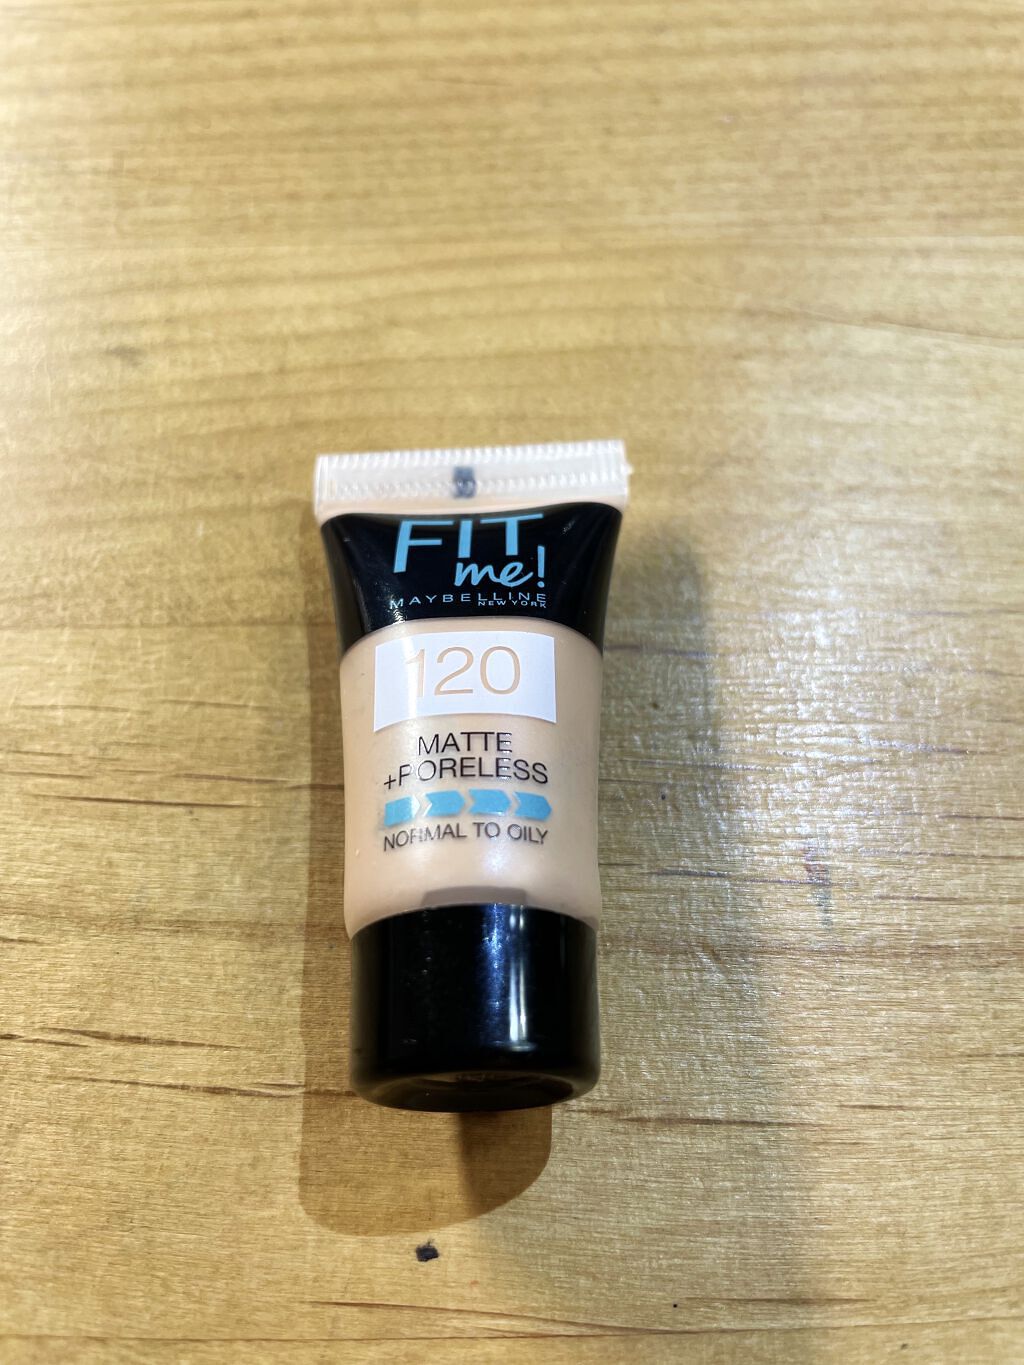 FIT
me!
MAYBELLINE
NEW YORK
120
MATTE
+PORELESS
NORMAL TO OILY